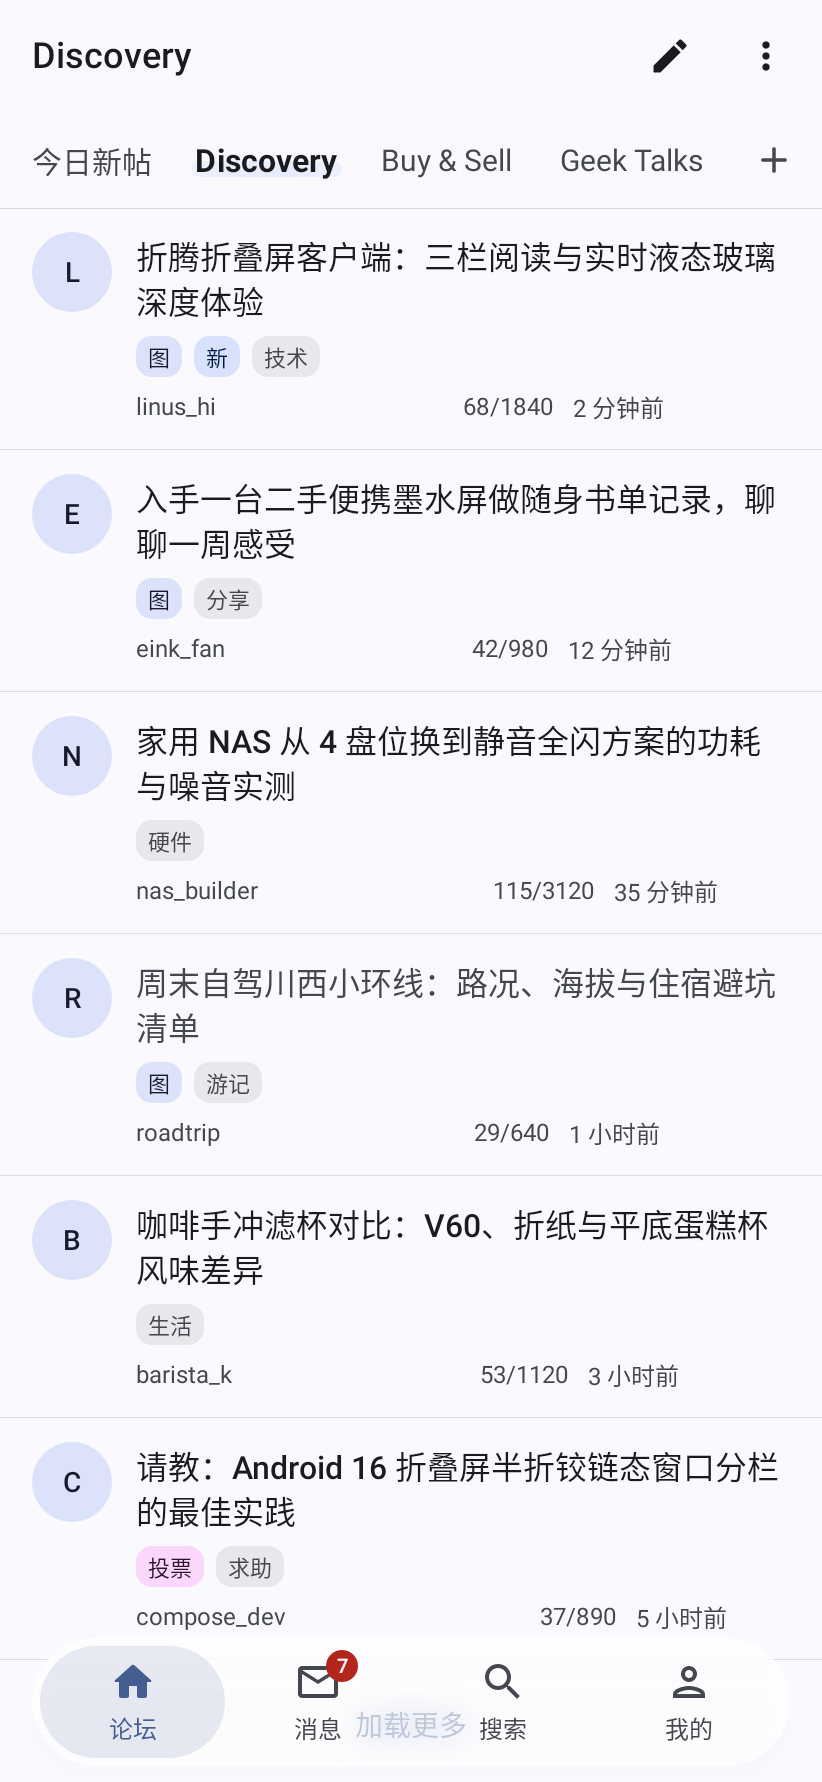 Discovery
今日新帖 Discovery Buy & Sell Geek Talks
L
折腾折叠屏客户端：三栏阅读与实时液态玻璃
深度体验
图 新 技术
linus_hi 68/1840 2 分钟前
E
入手一台二手便携墨水屏做随身书单记录，聊
聊一周感受
图 分享
eink_fan 42/980 12 分钟前
N
家用 NAS 从 4 盘位换到静音全闪方案的功耗
与噪音实测
硬件
nas_builder 115/3120 35 分钟前
R
周末自驾川西小环线：路况、海拔与住宿避坑
清单
图 游记
roadtrip 29/640 1 小时前
B
咖啡手冲滤杯对比：V60、折纸与平底蛋糕杯
风味差异
生活
barista_k 53/1120 3 小时前
C
请教：Android 16 折叠屏半折铰链态窗口分栏
的最佳实践
投票 求助
compose_dev 37/890 5 小时前
7
加载更多
论坛 消息 搜索 我的